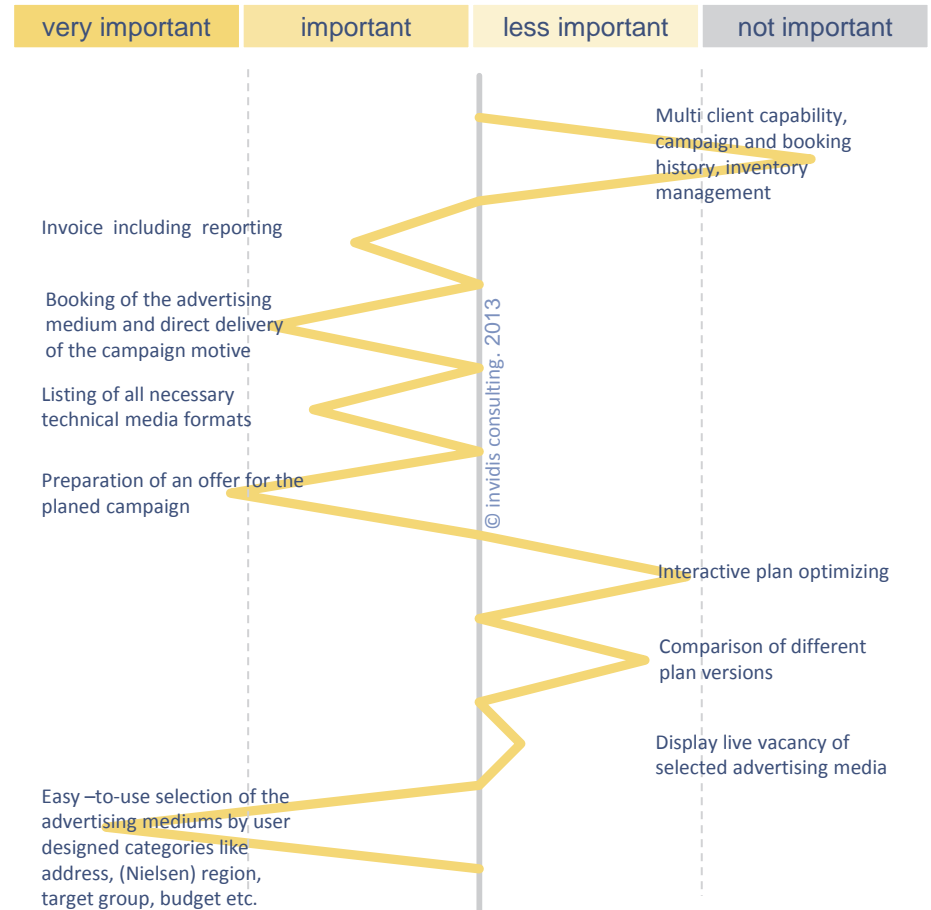 very important
important
less important
not important
Multi client capability,
campaign and booking
history, inventory
management
Invoice including reporting
Booking of the advertising
medium and direct delivery
of the campaign motive
© invidis consulting. 2013
Listing of all necessary
technical media formats
Preparation of an offer for the
planed campaign
Interactive plan optimizing
Comparison of different
plan versions
Display live vacancy of
selected advertising media
Easy –to-use selection of the
advertising mediums by user
designed categories like
address, (Nielsen) region,
target group, budget etc.